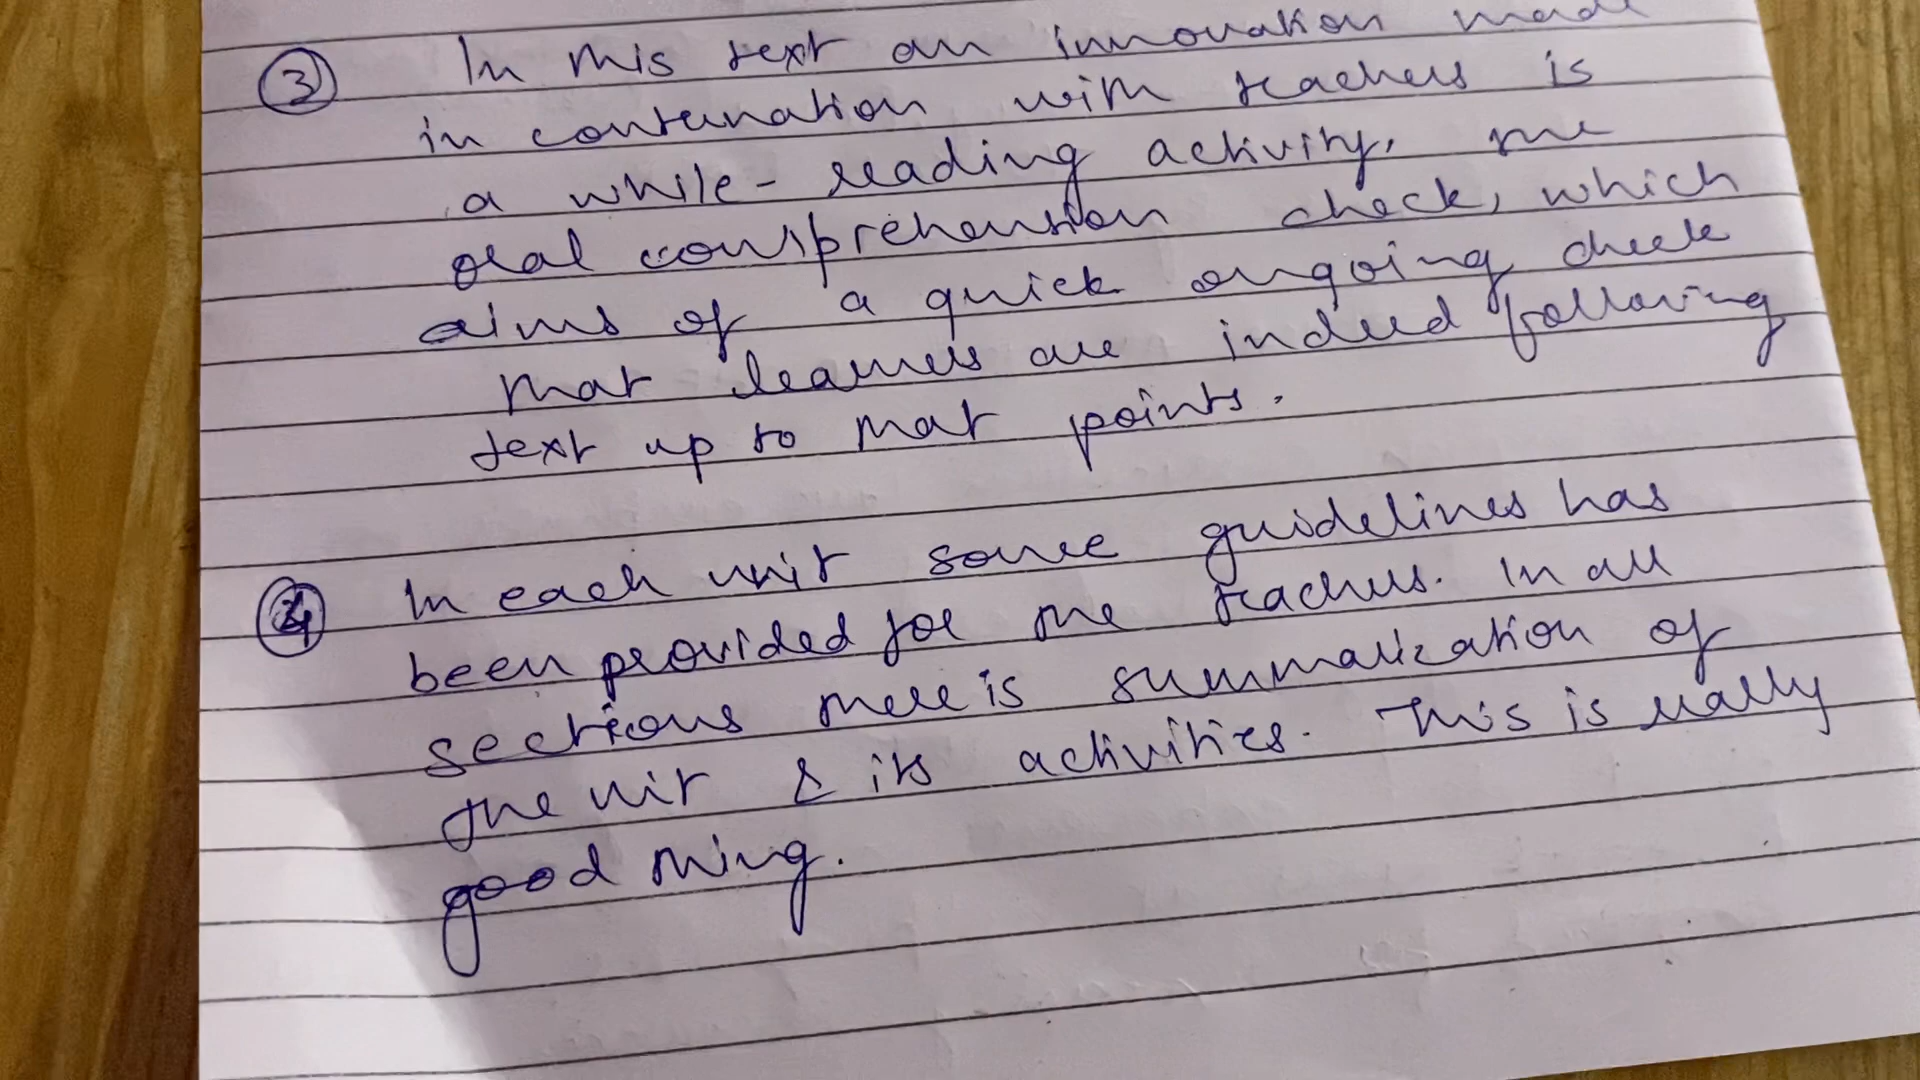 ③ In this text an innovation made
in conversation with teachers is
a while-reading activity, the
oral comprehension check, which
aims of a quick ongoing check
that learners are indeed following
text up to that points.
④ In each unit some guidelines has
been provided for the teachers. In all
sections there is summarization of
the unit & its activities. This is really
good thing.